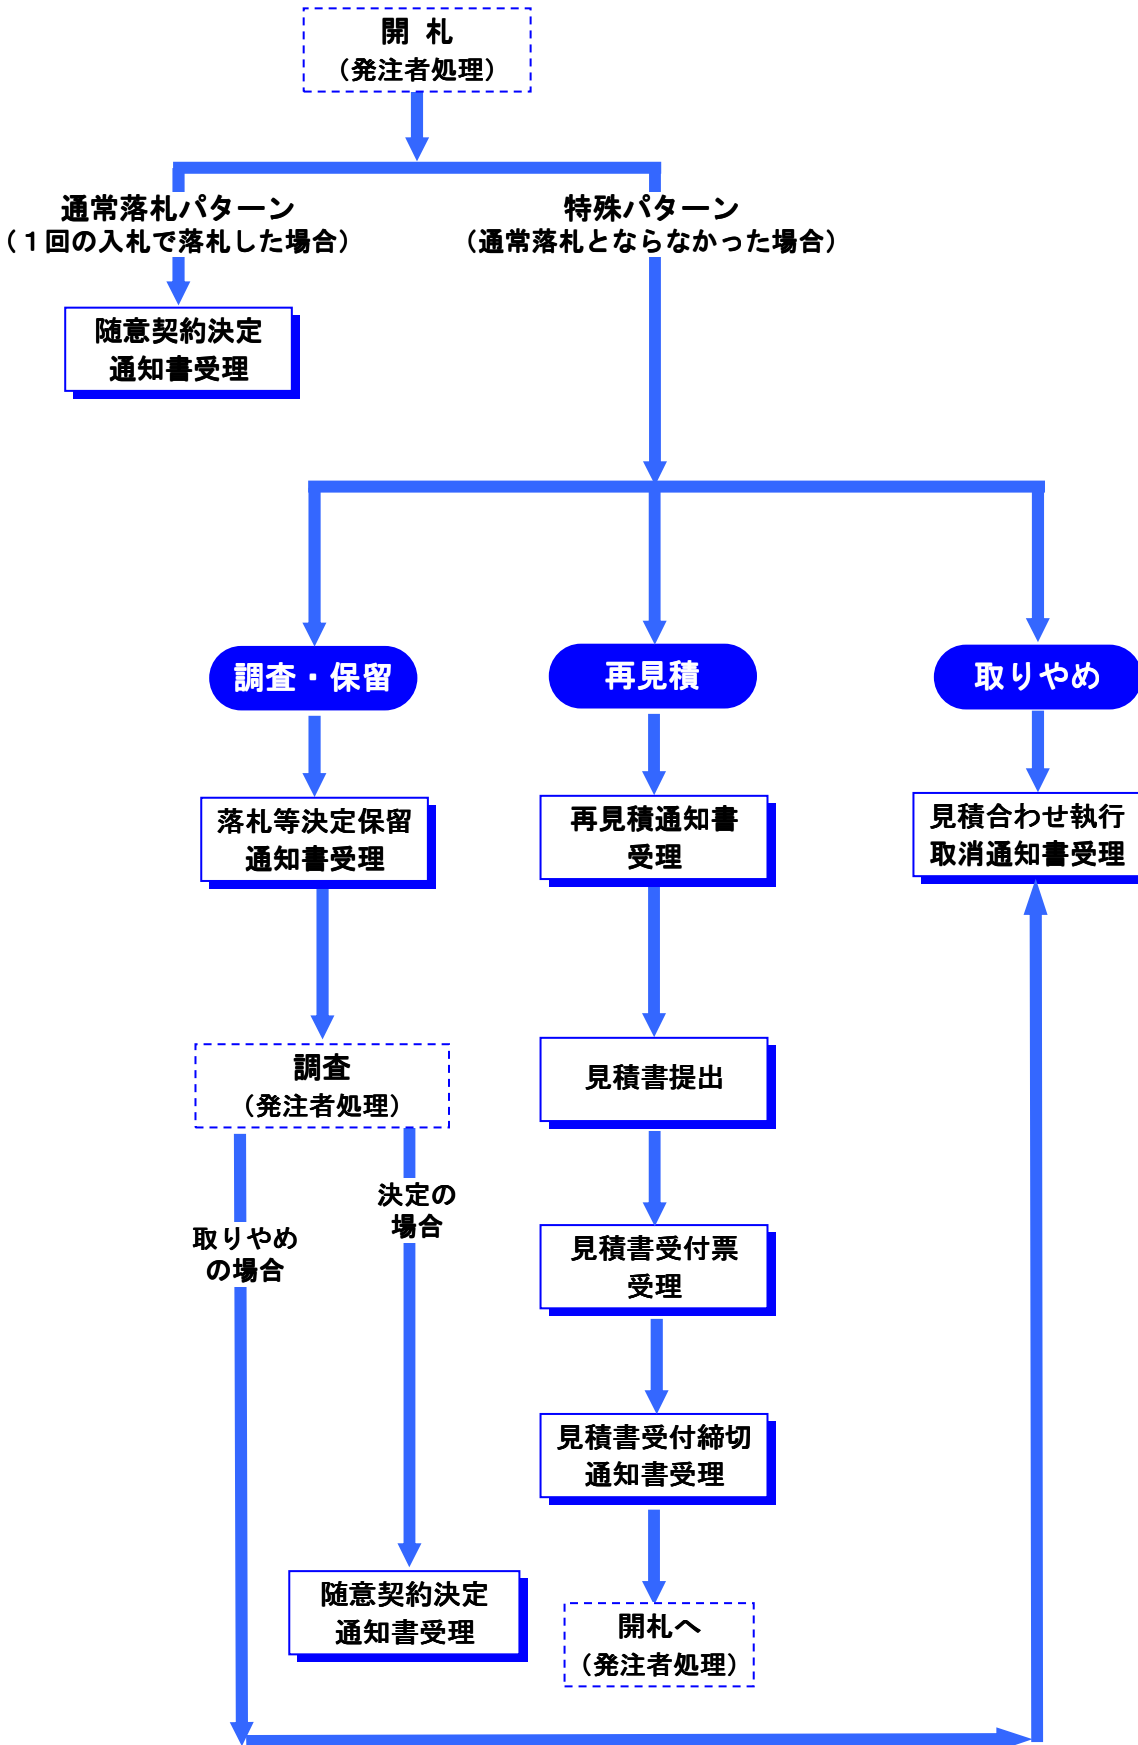 開 札
（発注者処理）
通常落札パターン
（１回の入札で落札した場合）
特殊パターン
（通常落札とならなかった場合）
随意契約決定
通知書受理
調査・保留
再見積
取りやめ
落札等決定保留
通知書受理
再見積通知書
受理
見積合わせ執行
取消通知書受理
調査
（発注者処理）
見積書提出
決定の
場合
取りやめ
の場合
見積書受付票
受理
見積書受付締切
通知書受理
随意契約決定
通知書受理
開札へ
（発注者処理）